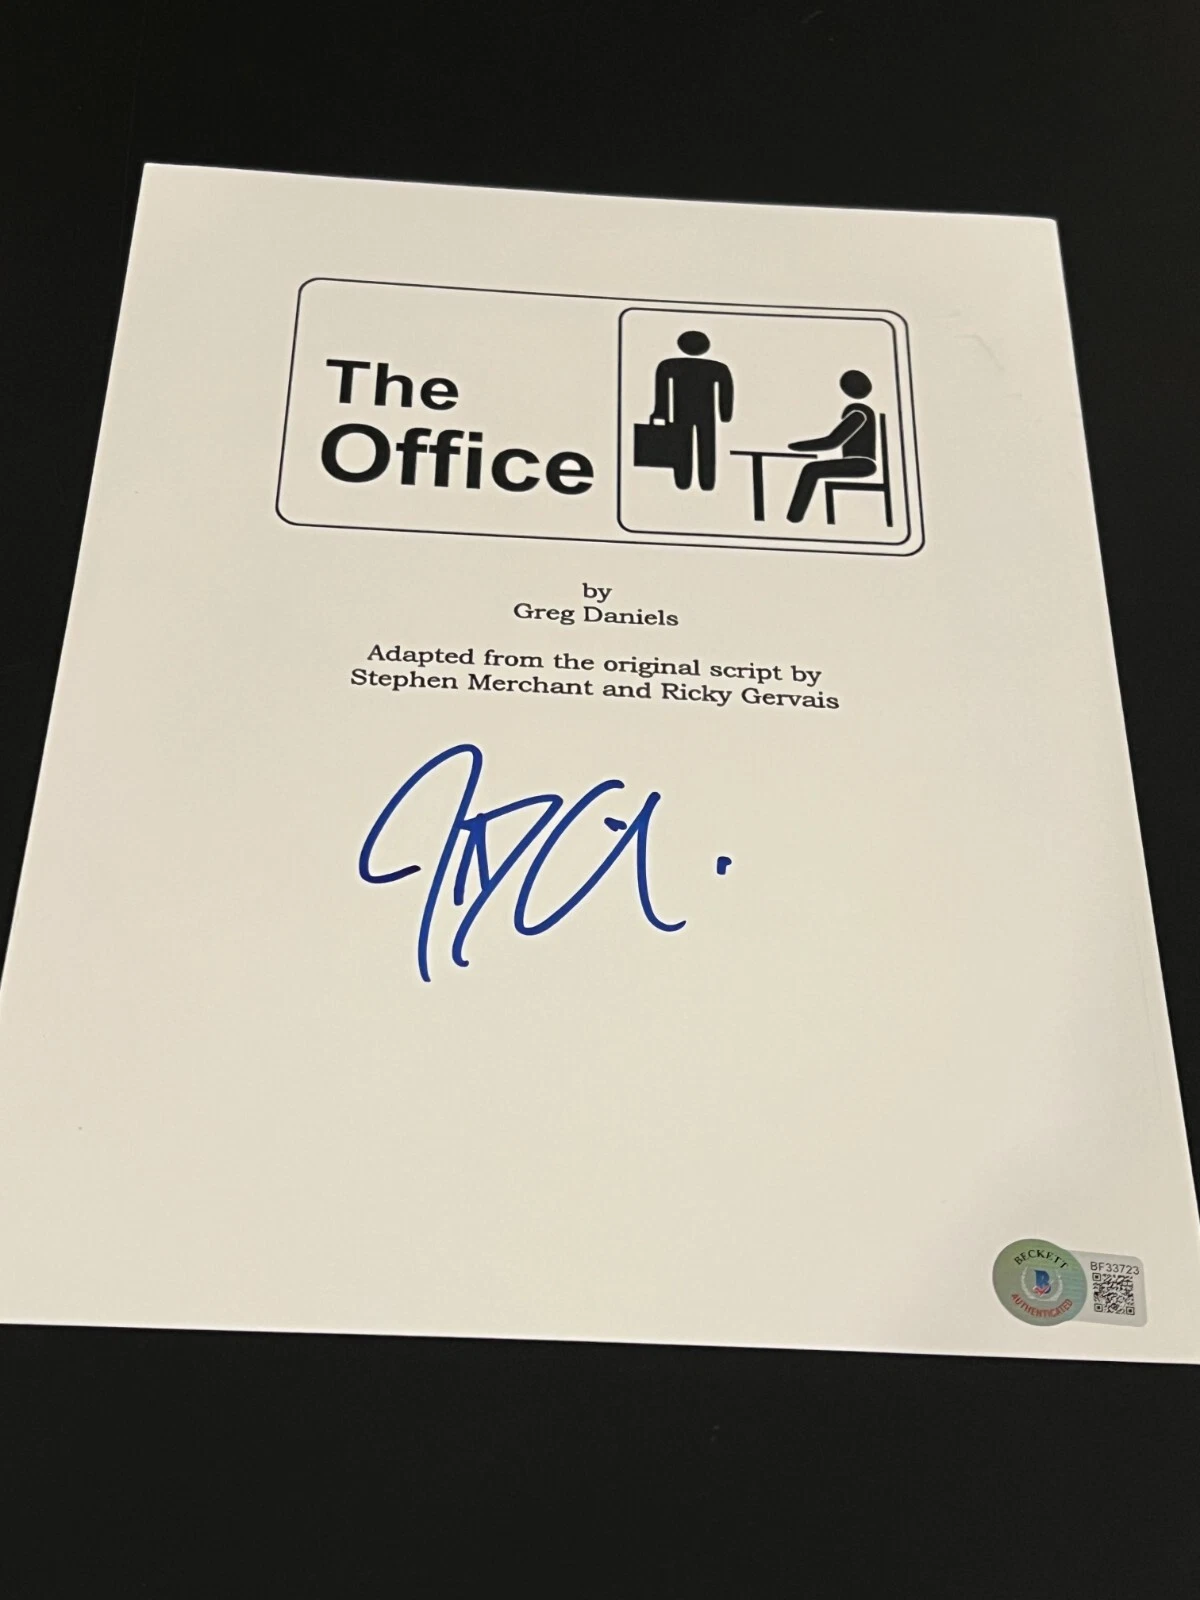 The
Office
by
Greg Daniels
Adapted from the original script by
Stephen Merchant and Ricky Gervais
BECKETT
B
AUTHENTICATED
BF33723